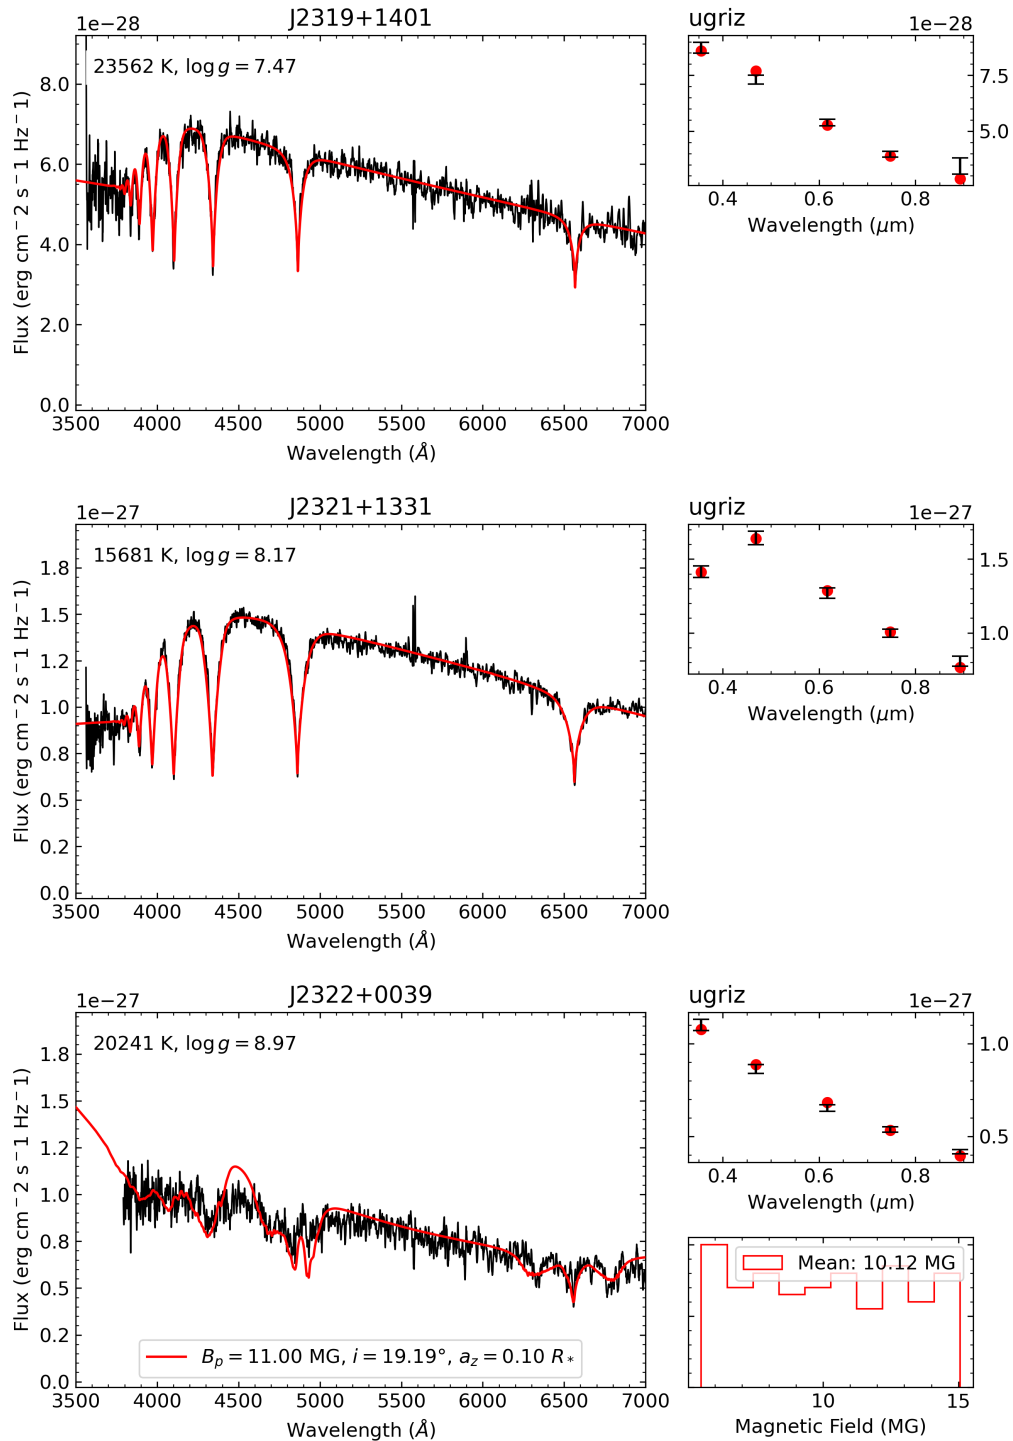 1e−28
J2319+1401
23562 K, log g = 7.47
8.0
6.0
4.0
2.0
0.0
3500 4000 4500 5000 5500 6000 6500 7000
Flux (erg cm−2 s−1 Hz−1)
Wavelength (Å)
ugriz
1e−28
7.5
5.0
0.4 0.6 0.8
Wavelength (μm)
1e−27
J2321+1331
15681 K, log g = 8.17
1.8
1.5
1.2
1.0
0.8
0.5
0.2
0.0
3500 4000 4500 5000 5500 6000 6500 7000
Flux (erg cm−2 s−1 Hz−1)
Wavelength (Å)
ugriz
1e−27
1.5
1.0
0.4 0.6 0.8
Wavelength (μm)
1e−27
J2322+0039
20241 K, log g = 8.97
1.8
1.5
1.2
1.0
0.8
0.5
0.2
0.0
B_p = 11.00 MG, i = 19.19°, a_z = 0.10 R_*
3500 4000 4500 5000 5500 6000 6500 7000
Flux (erg cm−2 s−1 Hz−1)
Wavelength (Å)
ugriz
1e−27
1.0
0.5
0.4 0.6 0.8
Wavelength (μm)
Mean: 10.12 MG
10 15
Magnetic Field (MG)